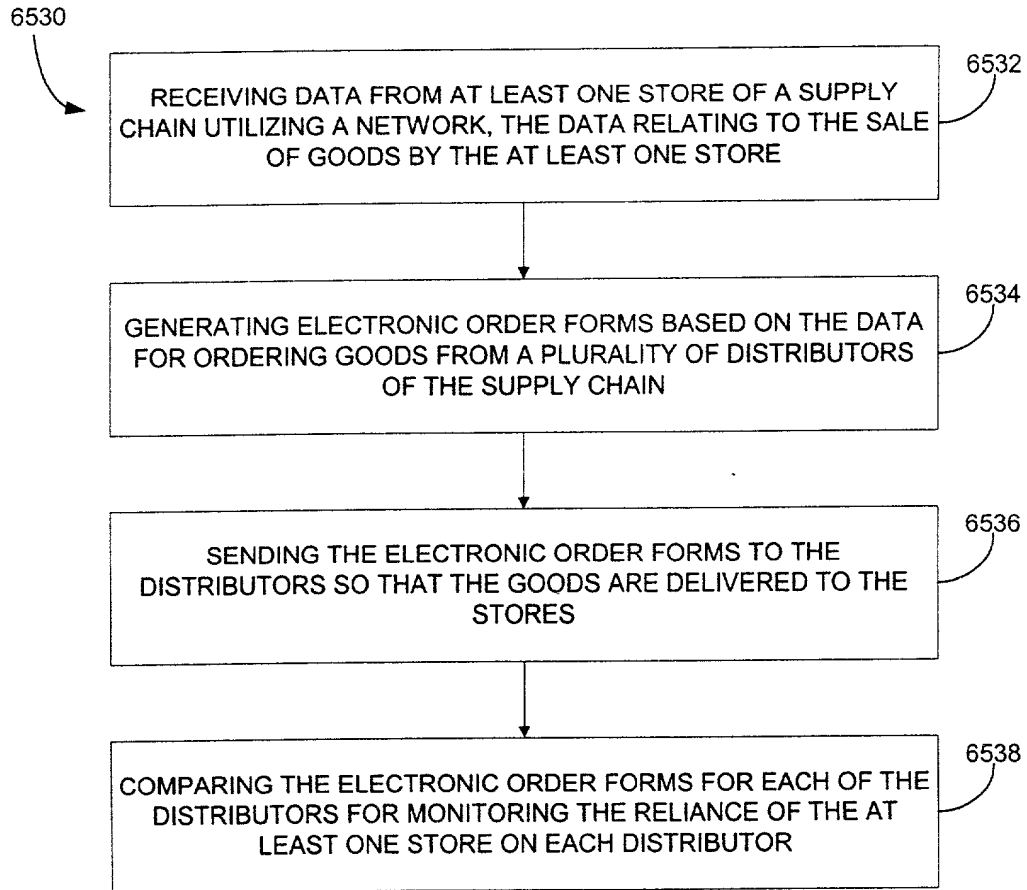 6530
6532
RECEIVING DATA FROM AT LEAST ONE STORE OF A SUPPLY
CHAIN UTILIZING A NETWORK, THE DATA RELATING TO THE SALE
OF GOODS BY THE AT LEAST ONE STORE
6534
GENERATING ELECTRONIC ORDER FORMS BASED ON THE DATA
FOR ORDERING GOODS FROM A PLURALITY OF DISTRIBUTORS
OF THE SUPPLY CHAIN
6536
SENDING THE ELECTRONIC ORDER FORMS TO THE
DISTRIBUTORS SO THAT THE GOODS ARE DELIVERED TO THE
STORES
6538
COMPARING THE ELECTRONIC ORDER FORMS FOR EACH OF THE
DISTRIBUTORS FOR MONITORING THE RELIANCE OF THE AT
LEAST ONE STORE ON EACH DISTRIBUTOR